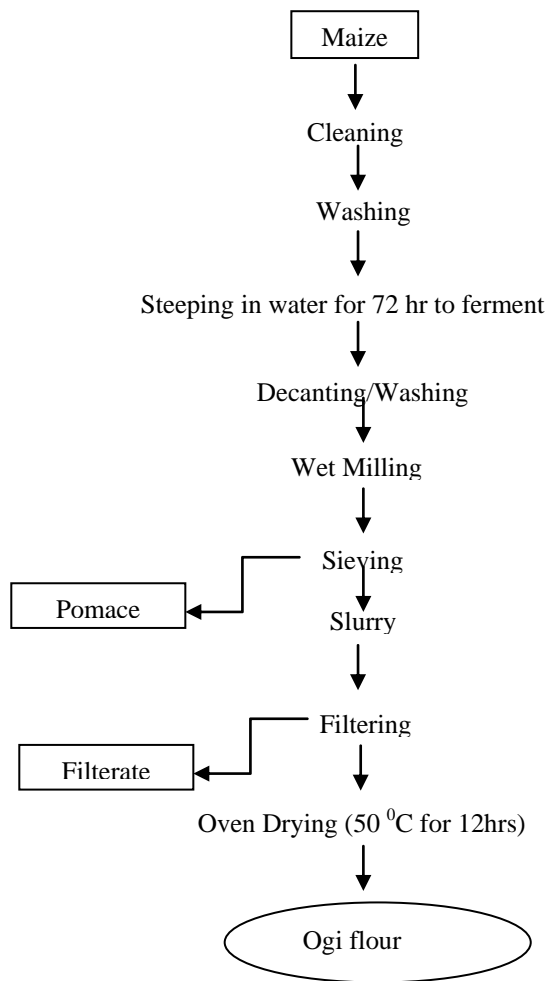 Maize
Cleaning
Washing
Steeping in water for 72 hr to ferment
Decanting/Washing
Wet Milling
Sieving
Pomace
Slurry
Filtering
Filterate
Oven Drying (50 ⁰C for 12hrs)
Ogi flour